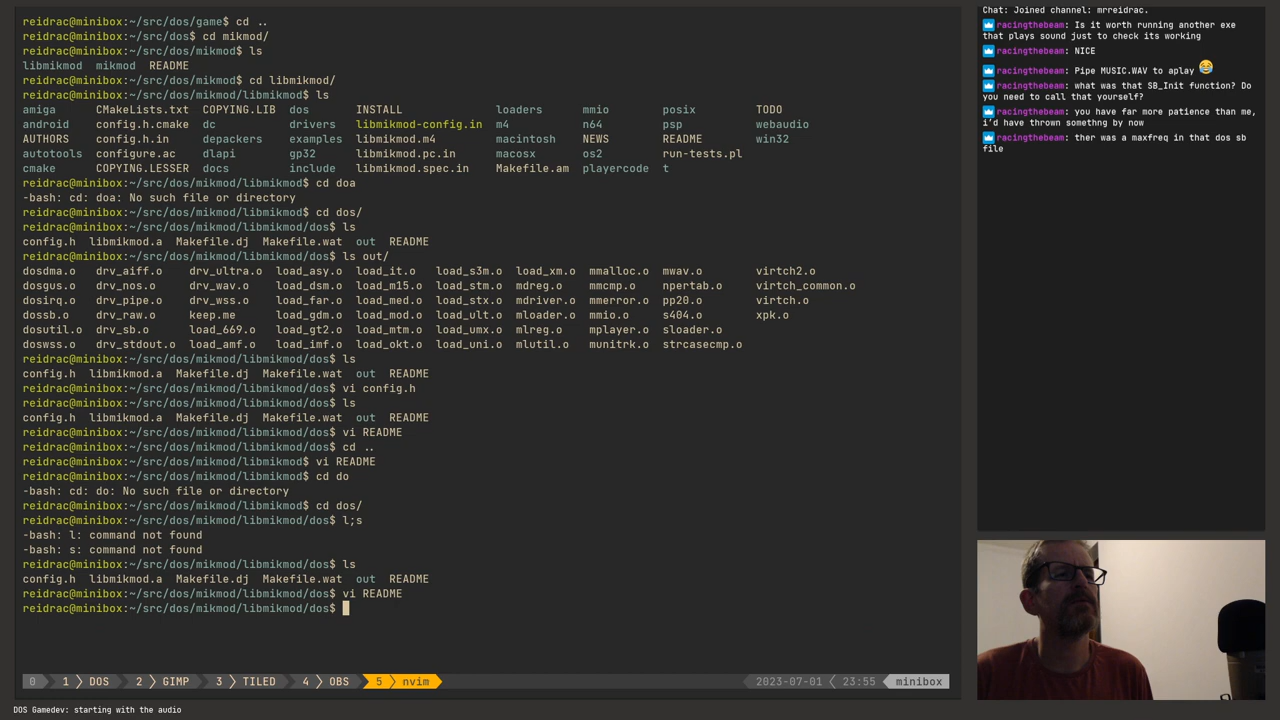 reidrac@minibox:~/src/dos/game$ cd ..
reidrac@minibox:~/src/dos$ cd mikmod/
reidrac@minibox:~/src/dos/mikmod$ ls
libmikmod  mikmod  README
reidrac@minibox:~/src/dos/mikmod$ cd libmikmod/
reidrac@minibox:~/src/dos/mikmod/libmikmod$ ls
amiga      CMakeLists.txt  COPYING.LIB  dos       INSTALL              loaders      mmio        posix         TODO
android    config.h.cmake  dc           drivers   libmikmod-config.in  m4           n64         psp           webaudio
AUTHORS    config.h.in     depackers    examples  libmikmod.m4         macintosh    NEWS        README        win32
autotools  configure.ac    dlapi        gp32      libmikmod.pc.in      macosx       os2         run-tests.pl
cmake      COPYING.LESSER  docs         include   libmikmod.spec.in    Makefile.am  playercode  t
reidrac@minibox:~/src/dos/mikmod/libmikmod$ cd doa
-bash: cd: doa: No such file or directory
reidrac@minibox:~/src/dos/mikmod/libmikmod$ cd dos/
reidrac@minibox:~/src/dos/mikmod/libmikmod/dos$ ls
config.h  libmikmod.a  Makefile.dj  Makefile.wat  out  README
reidrac@minibox:~/src/dos/mikmod/libmikmod/dos$ ls out/
dosdma.o   drv_aiff.o    drv_ultra.o  load_asy.o  load_it.o   load_s3m.o  load_xm.o  mmalloc.o  mwav.o        virtch2.o
dosgus.o   drv_nos.o     drv_wav.o    load_dsm.o  load_m15.o  load_stm.o  mdreg.o    mmcmp.o    npertab.o     virtch_common.o
dosirq.o   drv_pipe.o    drv_wss.o    load_far.o  load_med.o  load_stx.o  mdriver.o  mmerror.o  pp20.o        virtch.o
dossb.o    drv_raw.o     keep.me      load_gdm.o  load_mod.o  load_ult.o  mloader.o  mmio.o     s404.o        xpk.o
dosutil.o  drv_sb.o      load_669.o   load_gt2.o  load_mtm.o  load_umx.o  mlreg.o    mplayer.o  sloader.o
doswss.o   drv_stdout.o  load_amf.o   load_imf.o  load_okt.o  load_uni.o  mlutil.o   munitrk.o  strcasecmp.o
reidrac@minibox:~/src/dos/mikmod/libmikmod/dos$ ls
config.h  libmikmod.a  Makefile.dj  Makefile.wat  out  README
reidrac@minibox:~/src/dos/mikmod/libmikmod/dos$ vi config.h
reidrac@minibox:~/src/dos/mikmod/libmikmod/dos$ ls
config.h  libmikmod.a  Makefile.dj  Makefile.wat  out  README
reidrac@minibox:~/src/dos/mikmod/libmikmod/dos$ vi README
reidrac@minibox:~/src/dos/mikmod/libmikmod/dos$ cd ..
reidrac@minibox:~/src/dos/mikmod/libmikmod$ vi README
reidrac@minibox:~/src/dos/mikmod/libmikmod$ cd do
-bash: cd: do: No such file or directory
reidrac@minibox:~/src/dos/mikmod/libmikmod$ cd dos/
reidrac@minibox:~/src/dos/mikmod/libmikmod/dos$ l;s
-bash: l: command not found
-bash: s: command not found
reidrac@minibox:~/src/dos/mikmod/libmikmod/dos$ ls
config.h  libmikmod.a  Makefile.dj  Makefile.wat  out  README
reidrac@minibox:~/src/dos/mikmod/libmikmod/dos$ vi README
reidrac@minibox:~/src/dos/mikmod/libmikmod/dos$
0 1 DOS 2 GIMP 3 TILED 4 OBS 5 nvim 2023-07-01 23:55 minibox
DOS Gamedev: starting with the audio
Chat: Joined channel: mrreidrac.
racingthebeam: Is it worth running another exe
that plays sound just to check its working
racingthebeam: NICE
racingthebeam: Pipe MUSIC.WAV to aplay 😂
racingthebeam: what was that SB_Init function? Do
you need to call that yourself?
racingthebeam: you have far more patience than me,
i'd have thrown somethng by now
racingthebeam: ther was a maxfreq in that dos sb
file